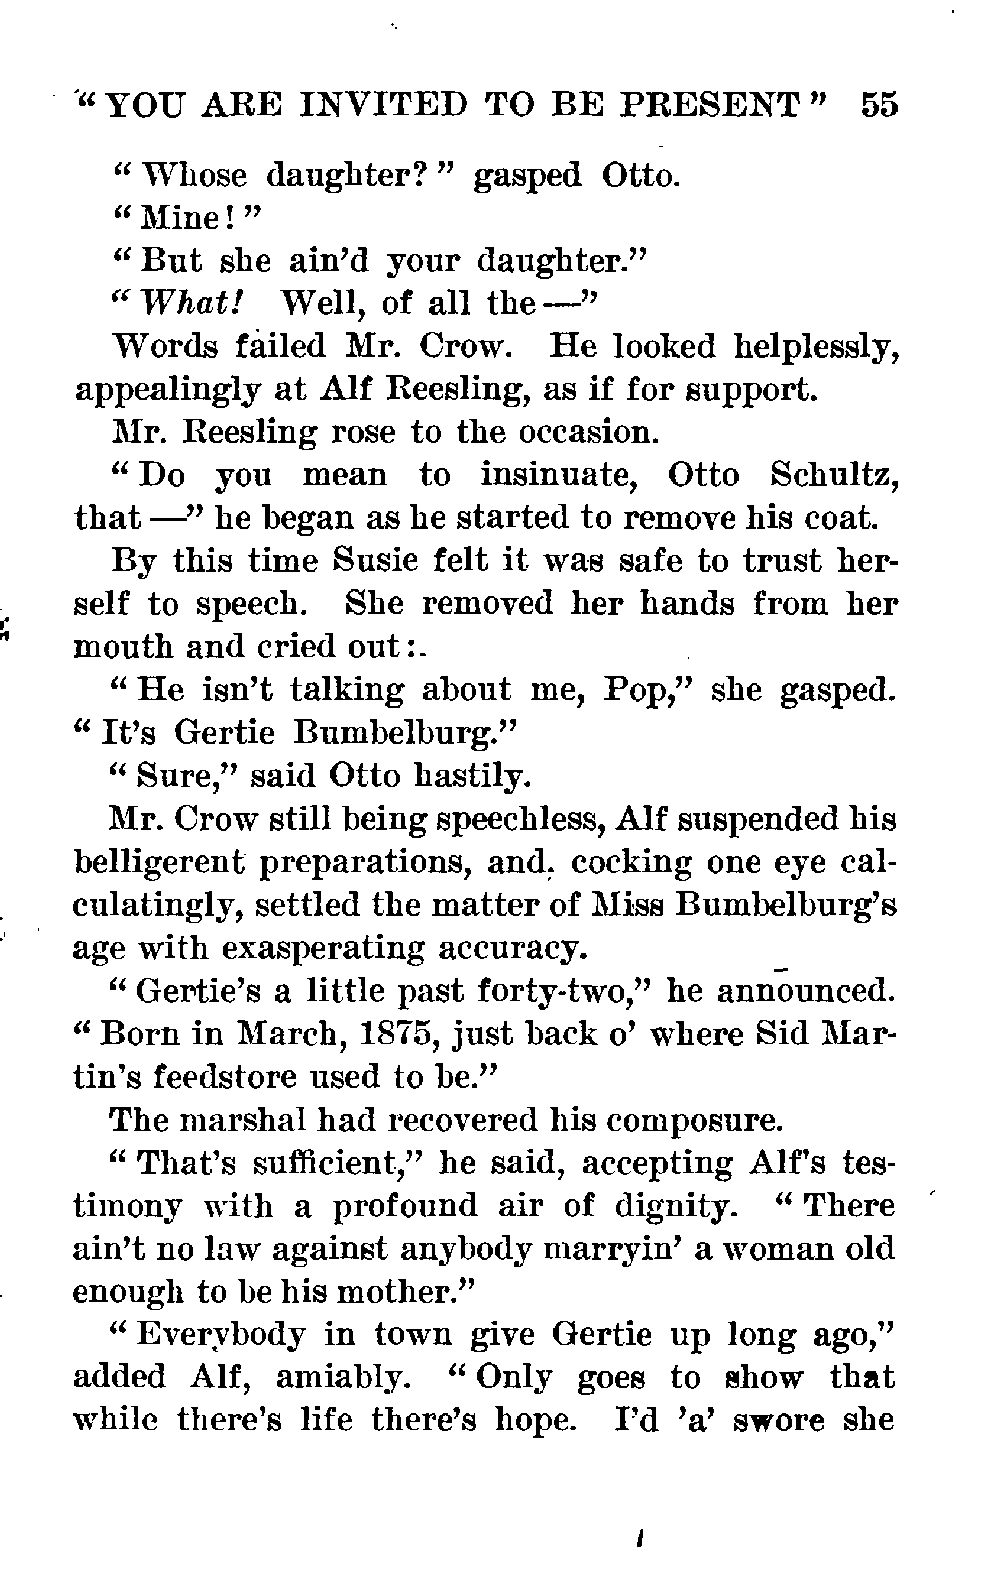 "YOU ARE INVITED TO BE PRESENT" 55
"Whose daughter?" gasped Otto.
"Mine!"
"But she ain'd your daughter."
"What! Well, of all the—"
Words failed Mr. Crow. He looked helplessly,
appealingly at Alf Reesling, as if for support.
Mr. Reesling rose to the occasion.
"Do you mean to insinuate, Otto Schultz,
that—" he began as he started to remove his coat.
By this time Susie felt it was safe to trust her-
self to speech. She removed her hands from her
mouth and cried out:
"He isn't talking about me, Pop," she gasped.
"It's Gertie Bumbelburg."
"Sure," said Otto hastily.
Mr. Crow still being speechless, Alf suspended his
belligerent preparations, and, cocking one eye cal-
culatingly, settled the matter of Miss Bumbelburg's
age with exasperating accuracy.
"Gertie's a little past forty-two," he announced.
"Born in March, 1875, just back o' where Sid Mar-
tin's feedstore used to be."
The marshal had recovered his composure.
"That's sufficient," he said, accepting Alf's tes-
timony with a profound air of dignity. "There
ain't no law against anybody marryin' a woman old
enough to be his mother."
"Everybody in town give Gertie up long ago,"
added Alf, amiably. "Only goes to show that
while there's life there's hope. I'd 'a' swore she